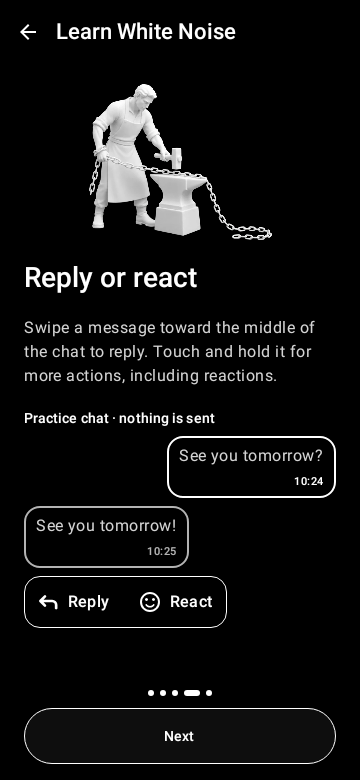 Learn White Noise
Reply or react
Swipe a message toward the middle of
the chat to reply. Touch and hold it for
more actions, including reactions.
Practice chat · nothing is sent
See you tomorrow?
10:24
See you tomorrow!
10:25
Reply
React
Next